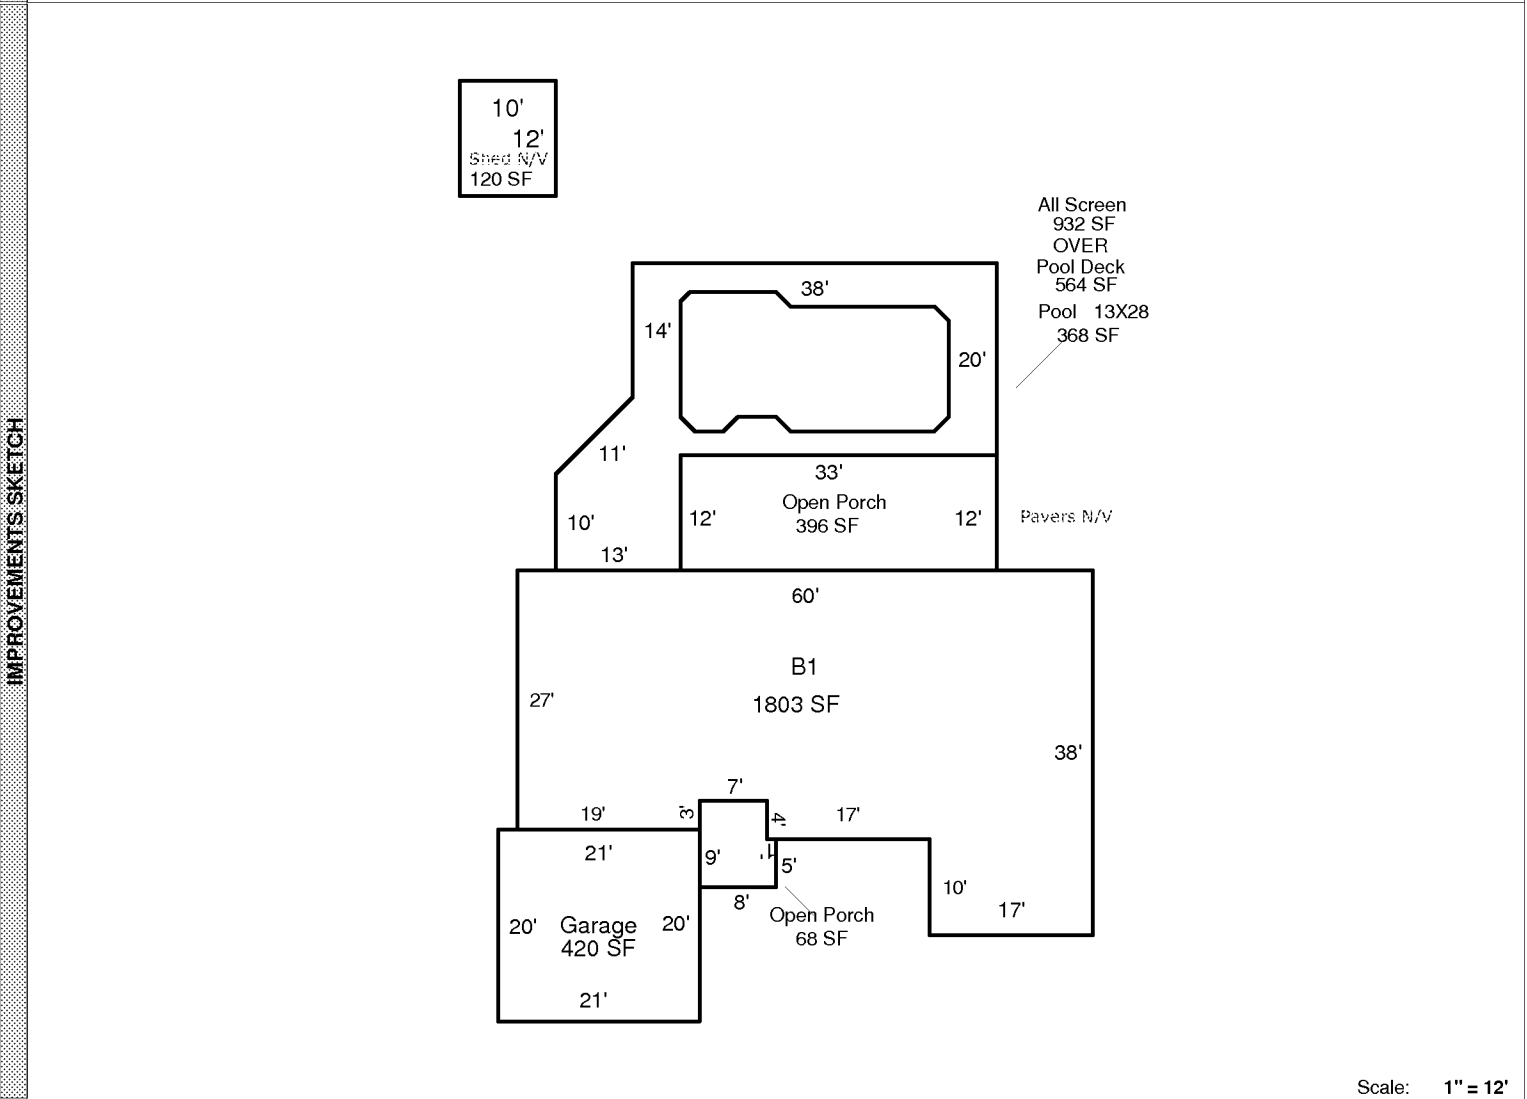 IMPROVEMENTS SKETCH
10'
12'
Shed N/V
120 SF
All Screen
932 SF
OVER
Pool Deck
564 SF
Pool 13X28
368 SF
38'
14'
20'
11'
33'
Open Porch
396 SF
12'
12'
Pavers N/V
10'
13'
60'
B1
1803 SF
27'
38'
7'
19'
3'
4'
17'
21'
9'
1'
5'
10'
8'
17'
Open Porch
68 SF
20'
Garage
420 SF
20'
21'
Scale: 1" = 12'